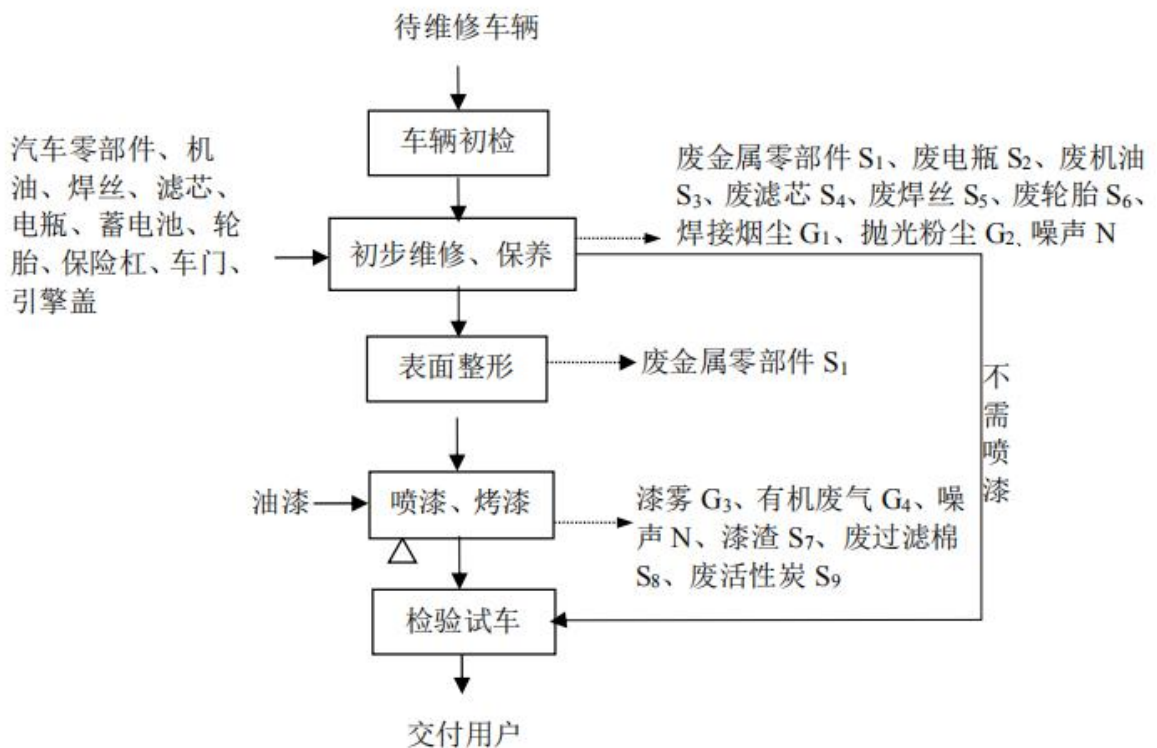 待维修车辆
车辆初检
汽车零部件、机
油、焊丝、滤芯、
电瓶、蓄电池、轮
胎、保险杠、车门、
引擎盖
初步维修、保养
废金属零部件 S₁、废电瓶 S₂、废机油
S₃、废滤芯 S₄、废焊丝 S₅、废轮胎 S₆、
焊接烟尘 G₁、抛光粉尘 G₂、噪声 N
表面整形
废金属零部件 S₁
不
需
喷
漆
油漆
喷漆、烤漆
漆雾 G₃、有机废气 G₄、噪
声 N、漆渣 S₇、废过滤棉
S₈、废活性炭 S₉
检验试车
交付用户